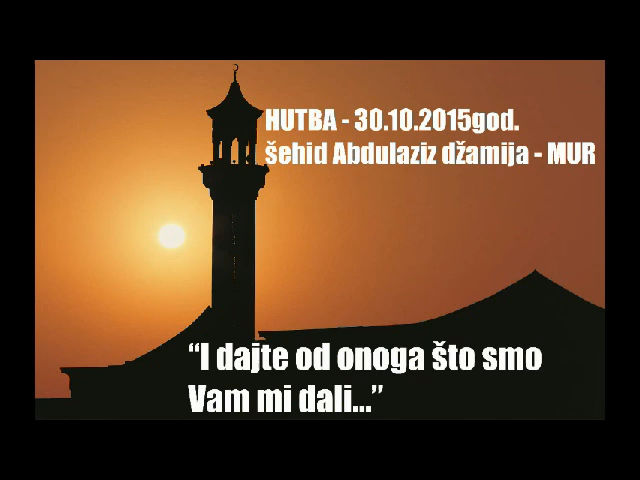 HUTBA - 30.10.2015god.
šehid Abdulaziz džamija - MUR
“I dajte od onoga što smo
Vam mi dali...”